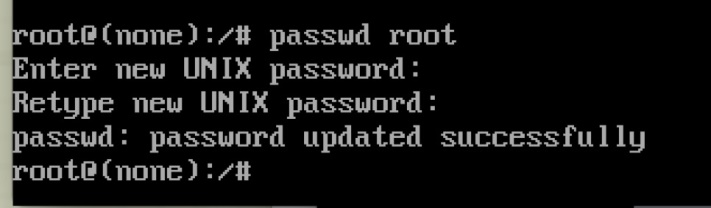 root@(none):/# passwd root
Enter new UNIX password:
Retype new UNIX password:
passwd: password updated successfully
root@(none):/#